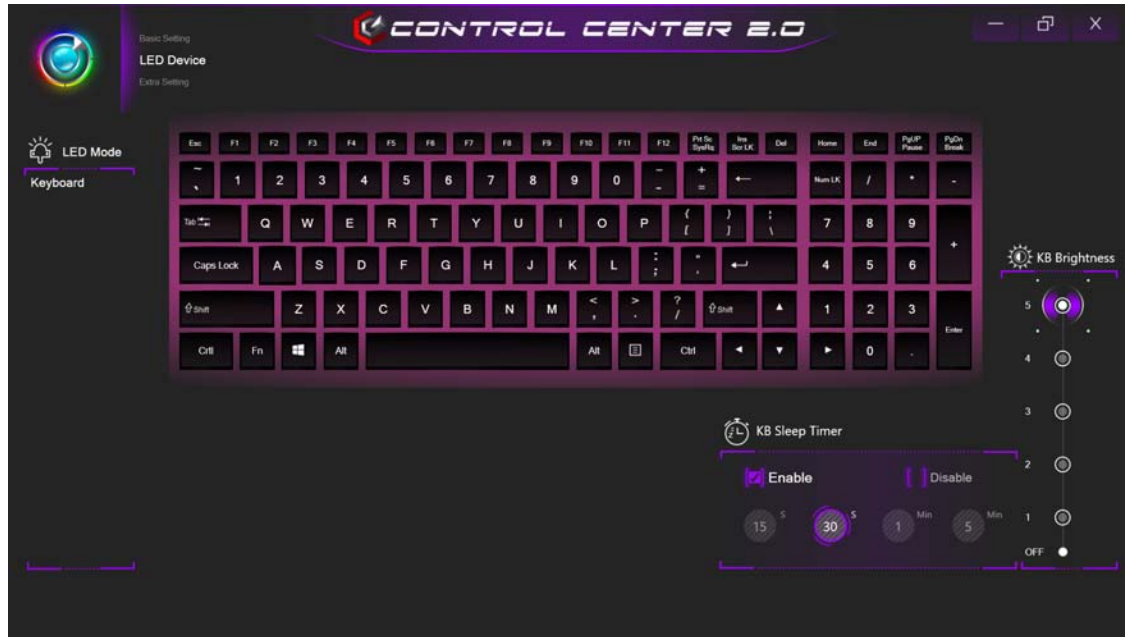 CONTROL CENTER 2.0
Basic Setting
LED Device
Extra Setting
LED Mode
Keyboard
Esc F1 F2 F3 F4 F5 F6 F7 F8 F9 F10 F11 F12 Prt Sc SysRq Ins Scr LK Del Home End PgUP Pause PgDn Break
~ 1 2 3 4 5 6 7 8 9 0 - + = ← Num LK / * -
Tab Q W E R T Y U I O P { [ } ] \ 7 8 9 +
Caps Lock A S D F G H J K L : ; " ' 4 5 6
Shift Z X C V B N M < , > . ? / Shift ▲ 1 2 3 Enter
Crtl Fn Alt Alt Ctrl ◄ ▼ ► 0 .
KB Brightness
5
4
3
2
1
OFF
KB Sleep Timer
Enable Disable
15 S 30 S 1 Min 5 Min